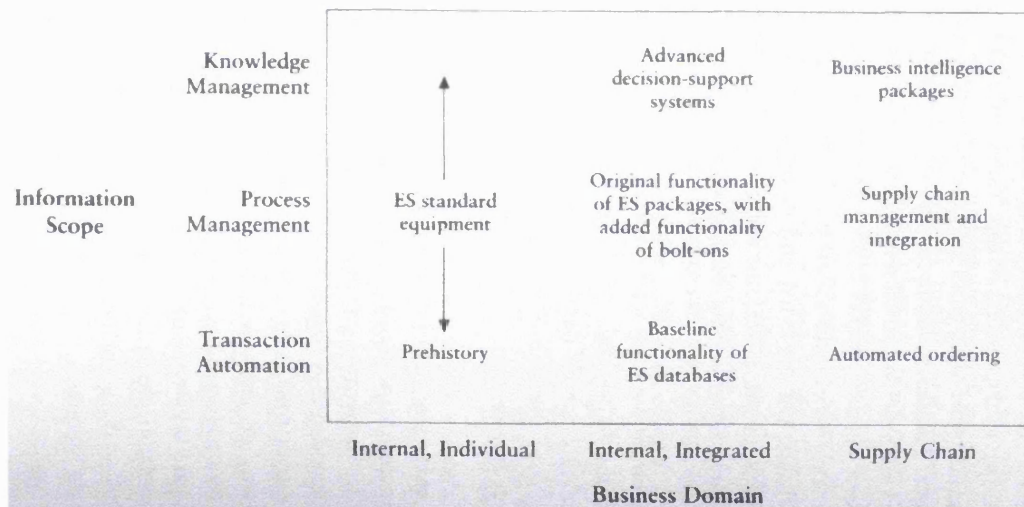 Knowledge
Management
Advanced
decision-support
systems
Business intelligence
packages
Information
Scope
Process
Management
ES standard
equipment
Original functionality
of ES packages, with
added functionality
of bolt-ons
Supply chain
management and
integration
Transaction
Automation
Prehistory
Baseline
functionality of
ES databases
Automated ordering
Internal, Individual
Internal, Integrated
Supply Chain
Business Domain